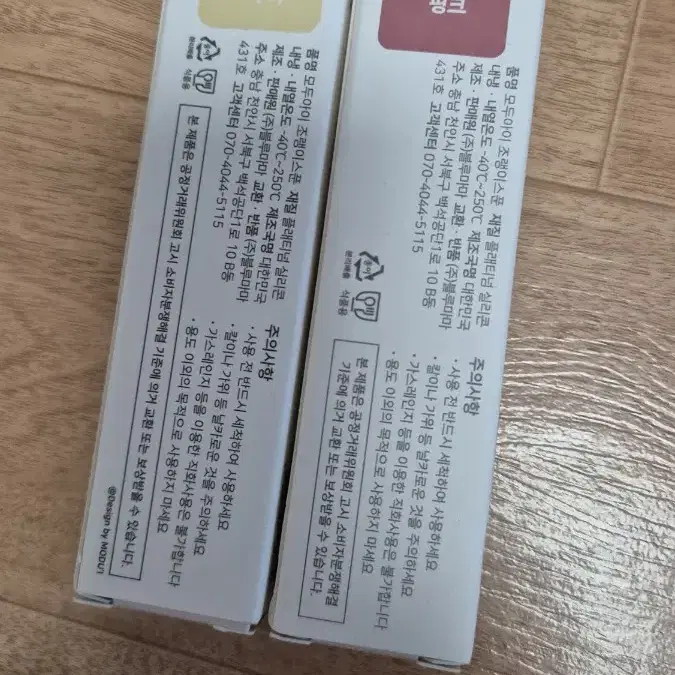 품명 모두아이 조랭이스푼 재질 플래티넘 실리콘
내냉·내열온도 -40℃~250℃ 제조국명 대한민국
제조·판매원 (주)블루마마 교환·반품 (주)블루마마
주소 충남 천안시 서북구 백석공단1로 10 B동
431호 고객센터 070-4044-5115
종이
분리배출
식품용
주의사항
·사용 전 반드시 세척하여 사용하세요
·칼이나 가위 등 날카로운 것을 주의하세요
·가스레인지 등을 이용한 직화사용은 불가합니다
·용도 이외의 목적으로 사용하지 마세요
본 제품은 공정거래위원회 고시 소비자분쟁해결
기준에 의거 교환 또는 보상받을 수 있습니다.
품명 모두아이 조랭이스푼 재질 플래티넘 실리콘
내냉·내열온도 -40℃~250℃ 제조국명 대한민국
제조·판매원 (주)블루마마 교환·반품 (주)블루마마
주소 충남 천안시 서북구 백석공단1로 10 B동
431호 고객센터 070-4044-5115
종이
분리배출
식품용
주의사항
·사용 전 반드시 세척하여 사용하세요
·칼이나 가위 등 날카로운 것을 주의하세요
·가스레인지 등을 이용한 직화사용은 불가합니다
·용도 이외의 목적으로 사용하지 마세요
본 제품은 공정거래위원회 고시 소비자분쟁해결 기준에 의거 교환 또는 보상받을 수 있습니다.
@Design by MODUI